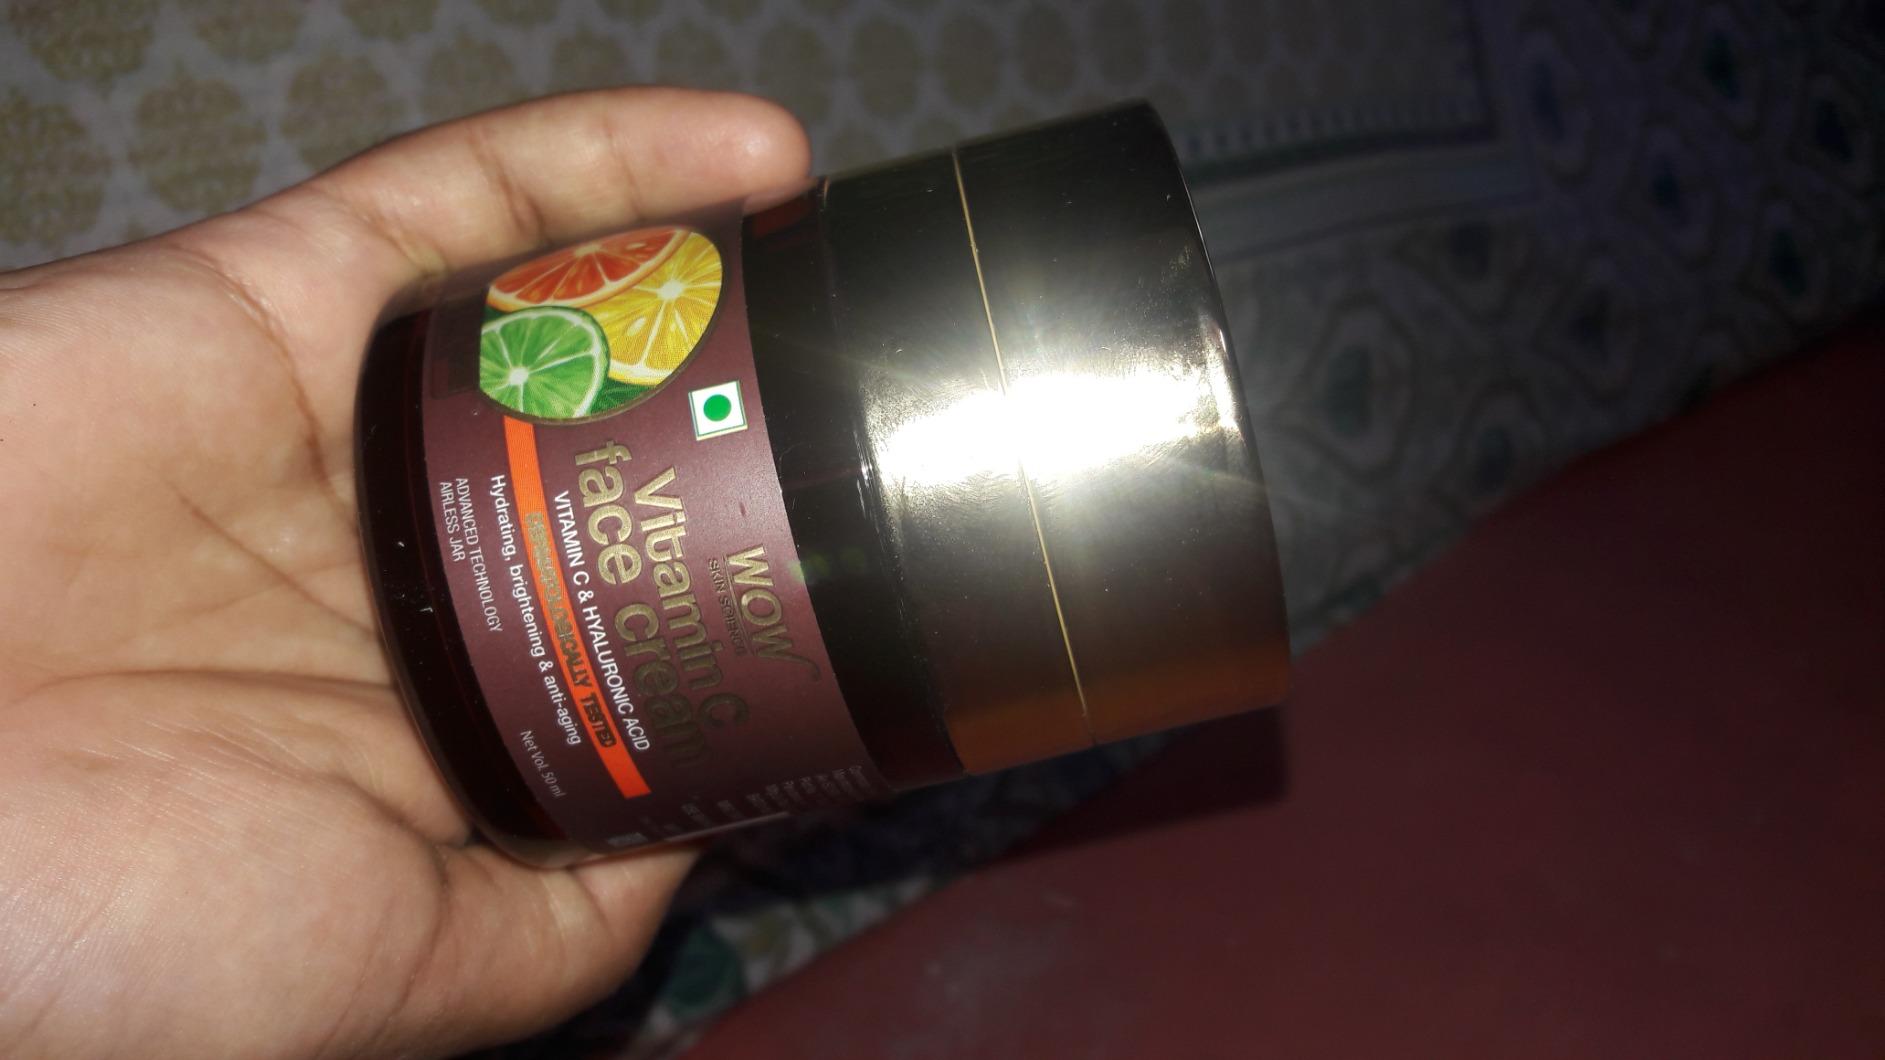 WOW
SKIN SCIENCE
Vitamin C
face cream
VITAMIN C & HYALURONIC ACID
DERMATOLOGICALLY TESTED
Hydrating, brightening & anti-aging
ADVANCED TECHNOLOGY
AIRLESS JAR
Net Vol. 50 ml